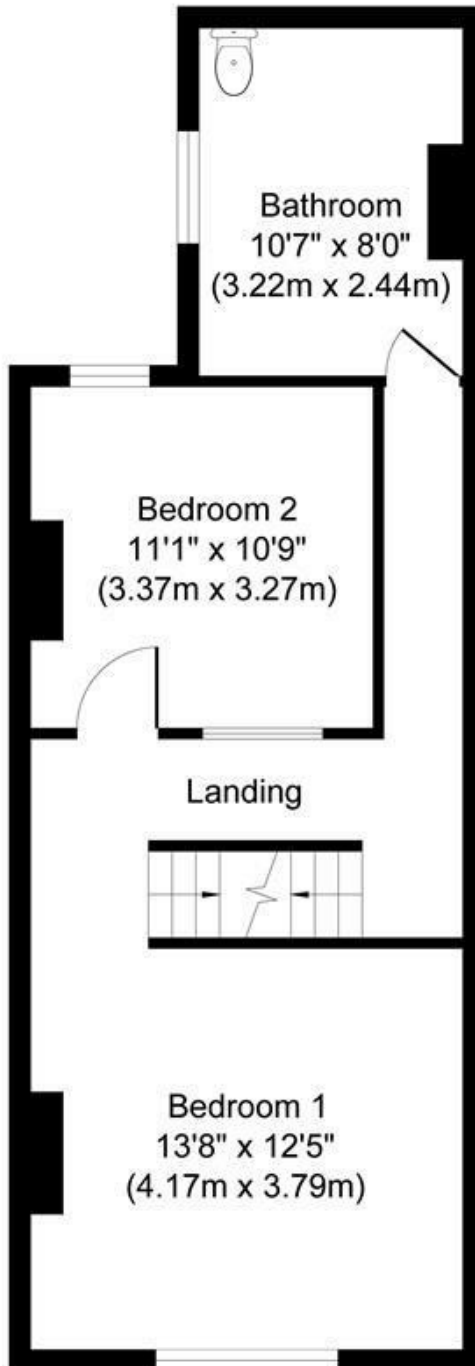 Bathroom
10'7" x 8'0"
(3.22m x 2.44m)
Bedroom 2
11'1" x 10'9"
(3.37m x 3.27m)
Landing
Bedroom 1
13'8" x 12'5"
(4.17m x 3.79m)